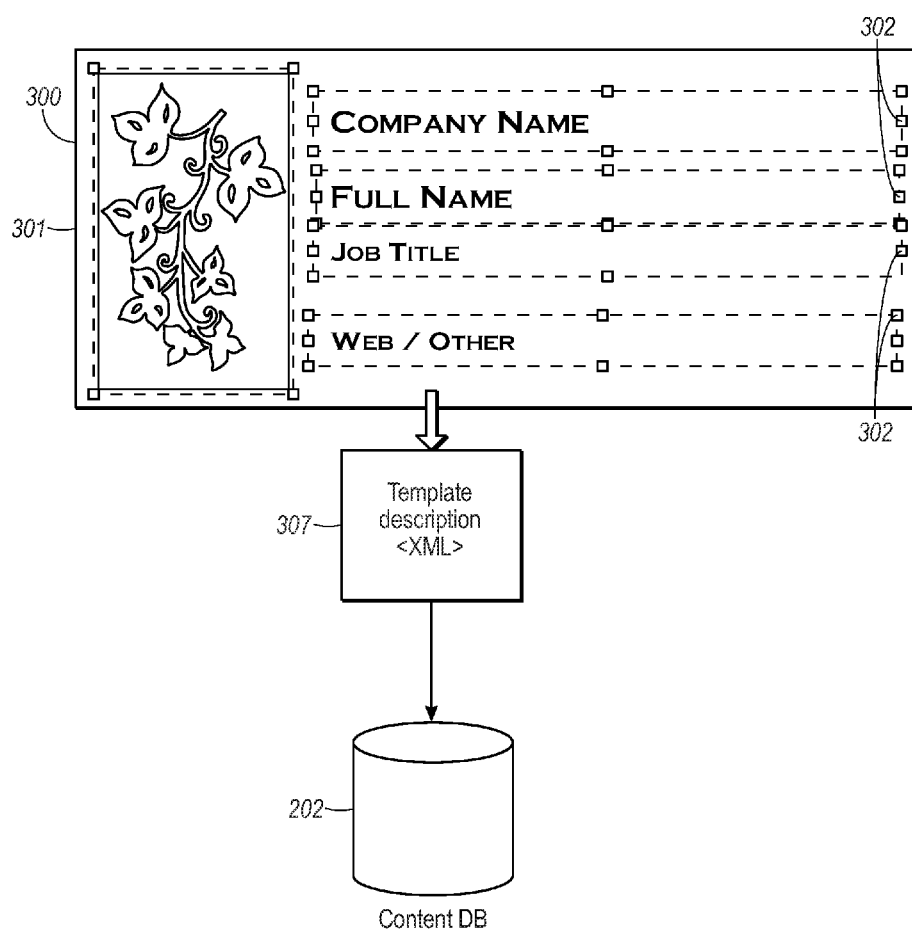 302
300
COMPANY NAME
FULL NAME
301
JOB TITLE
WEB / OTHER
302
Template
description
<XML>
307
202
Content DB